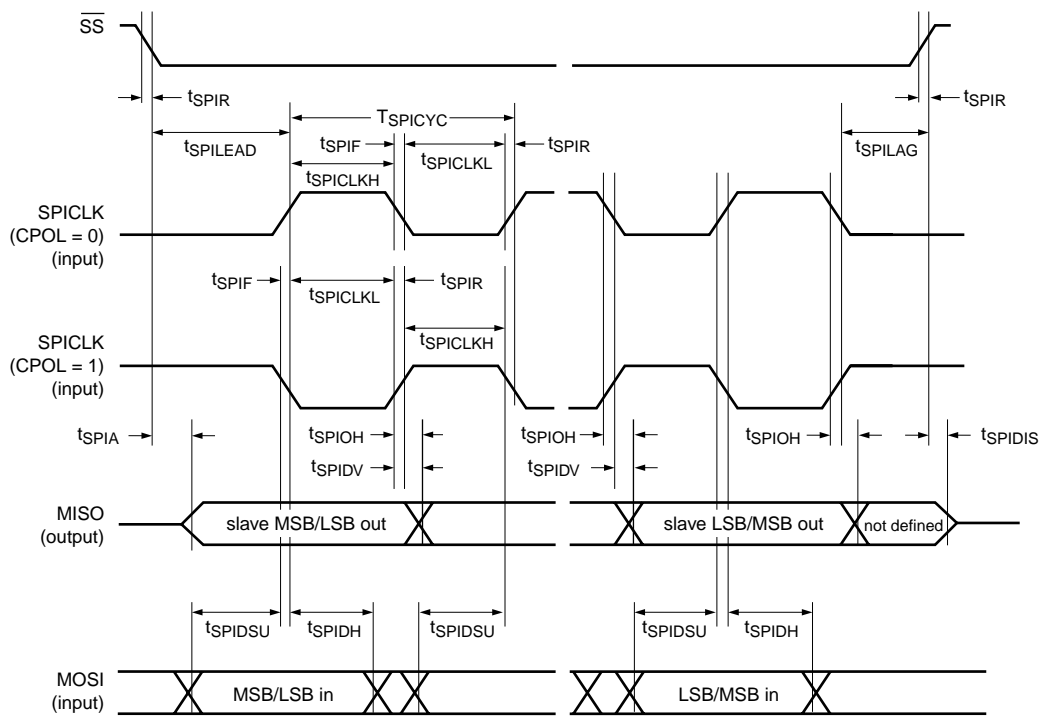 SS
tSPIR
tSPIR
TSPICYC
tSPILEAD
tSPIF
tSPICLKL
tSPIR
tSPILAG
tSPICLKH
SPICLK
(CPOL = 0)
(input)
tSPIF
tSPICLKL
tSPIR
SPICLK
(CPOL = 1)
(input)
tSPICLKH
tSPIA
tSPIOH
tSPIOH
tSPIOH
tSPIDIS
tSPIDV
tSPIDV
MISO
(output)
slave MSB/LSB out
slave LSB/MSB out
not defined
tSPIDSU
tSPIDH
tSPIDSU
tSPIDSU
tSPIDH
MOSI
(input)
MSB/LSB in
LSB/MSB in